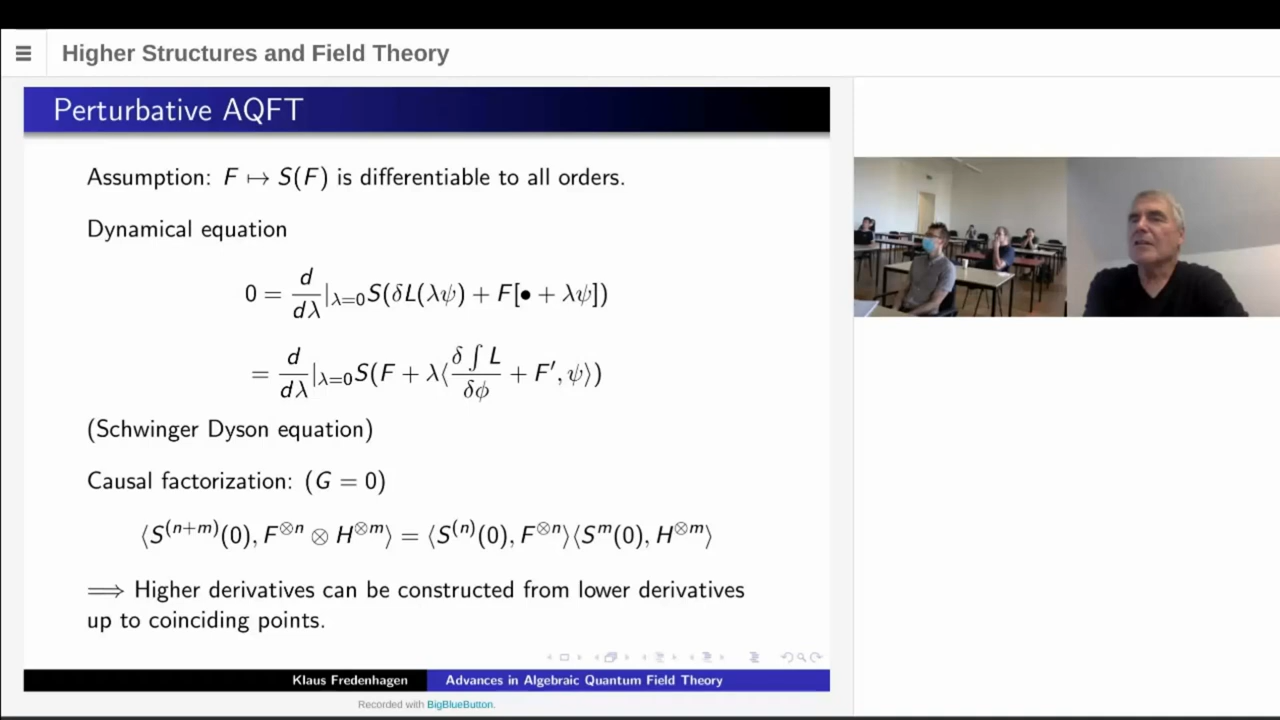 Higher Structures and Field Theory
Perturbative AQFT
Assumption: F ↦ S(F) is differentiable to all orders.
Dynamical equation
0 = d/dλ|λ=0 S(δL(λψ) + F[• + λψ])
= d/dλ|λ=0 S(F + λ⟨δ∫L/δϕ + F′, ψ⟩)
(Schwinger Dyson equation)
Causal factorization: (G = 0)
⟨S⁽ⁿ⁺ᵐ⁾(0), F^⊗n ⊗ H^⊗m⟩ = ⟨S⁽ⁿ⁾(0), F^⊗n⟩⟨Sᵐ(0), H^⊗m⟩
⟹ Higher derivatives can be constructed from lower derivatives
up to coinciding points.
Klaus Fredenhagen Advances in Algebraic Quantum Field Theory
Recorded with BigBlueButton.